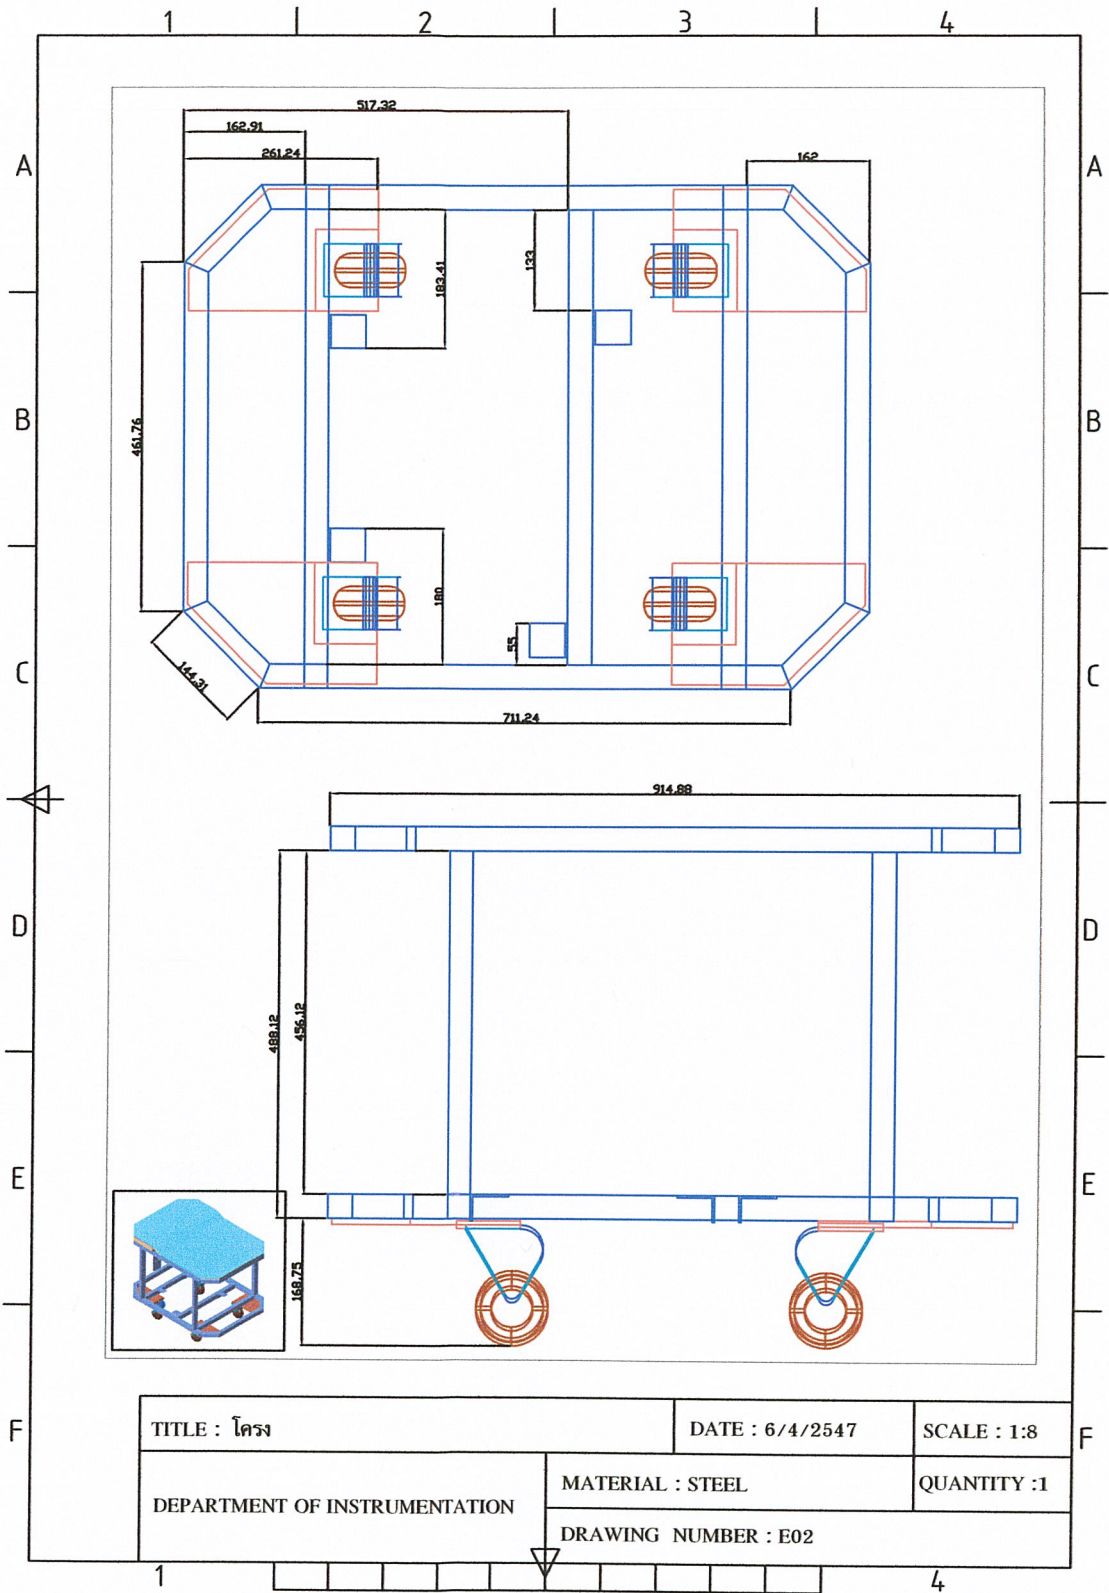 1 2 3 4
517.32
162.91
261.24
162
A A
183.41
133
B B
461.76
180
55
C C
144.31
711.24
914.88
D D
488.12
456.12
E E
168.75
F F
TITLE : โครง
DATE : 6/4/2547
SCALE : 1:8
DEPARTMENT OF INSTRUMENTATION
MATERIAL : STEEL
QUANTITY :1
DRAWING NUMBER : E02
1 4